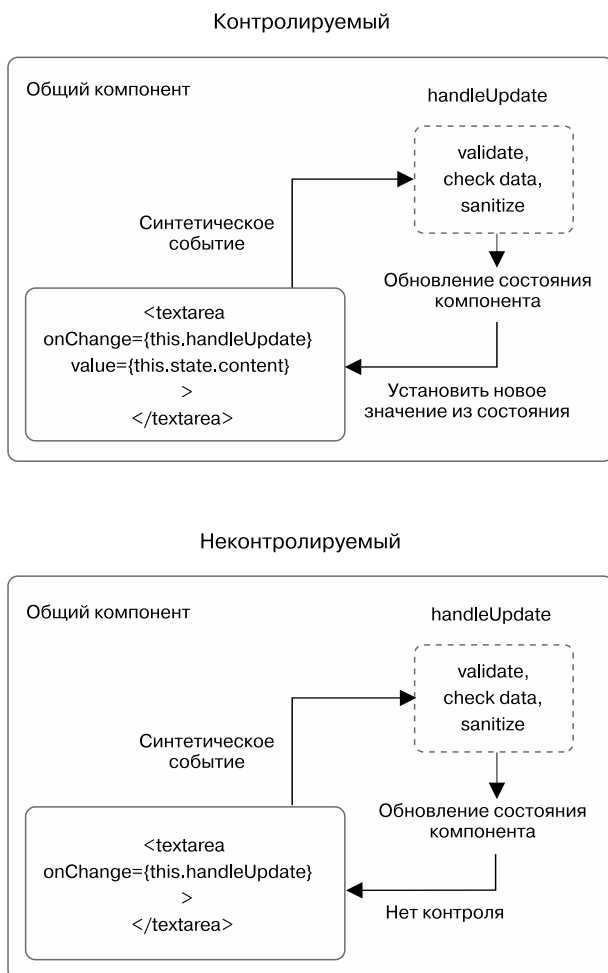 Контролируемый
Общий компонент
handleUpdate
validate,
check data,
sanitize
Синтетическое
событие
Обновление состояния
компонента
<textarea
onChange={this.handleUpdate}
value={this.state.content}
>
</textarea>
Установить новое
значение из состояния
Неконтролируемый
Общий компонент
handleUpdate
validate,
check data,
sanitize
Синтетическое
событие
Обновление состояния
компонента
<textarea
onChange={this.handleUpdate}
>
</textarea>
Нет контроля